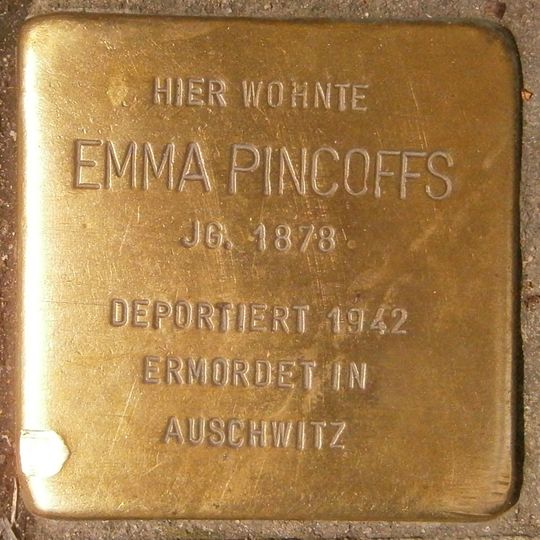 HIER WOHNTE
EMMA PINCOFFS
JG. 1878
DEPORTIERT 1942
ERMORDET IN
AUSCHWITZ